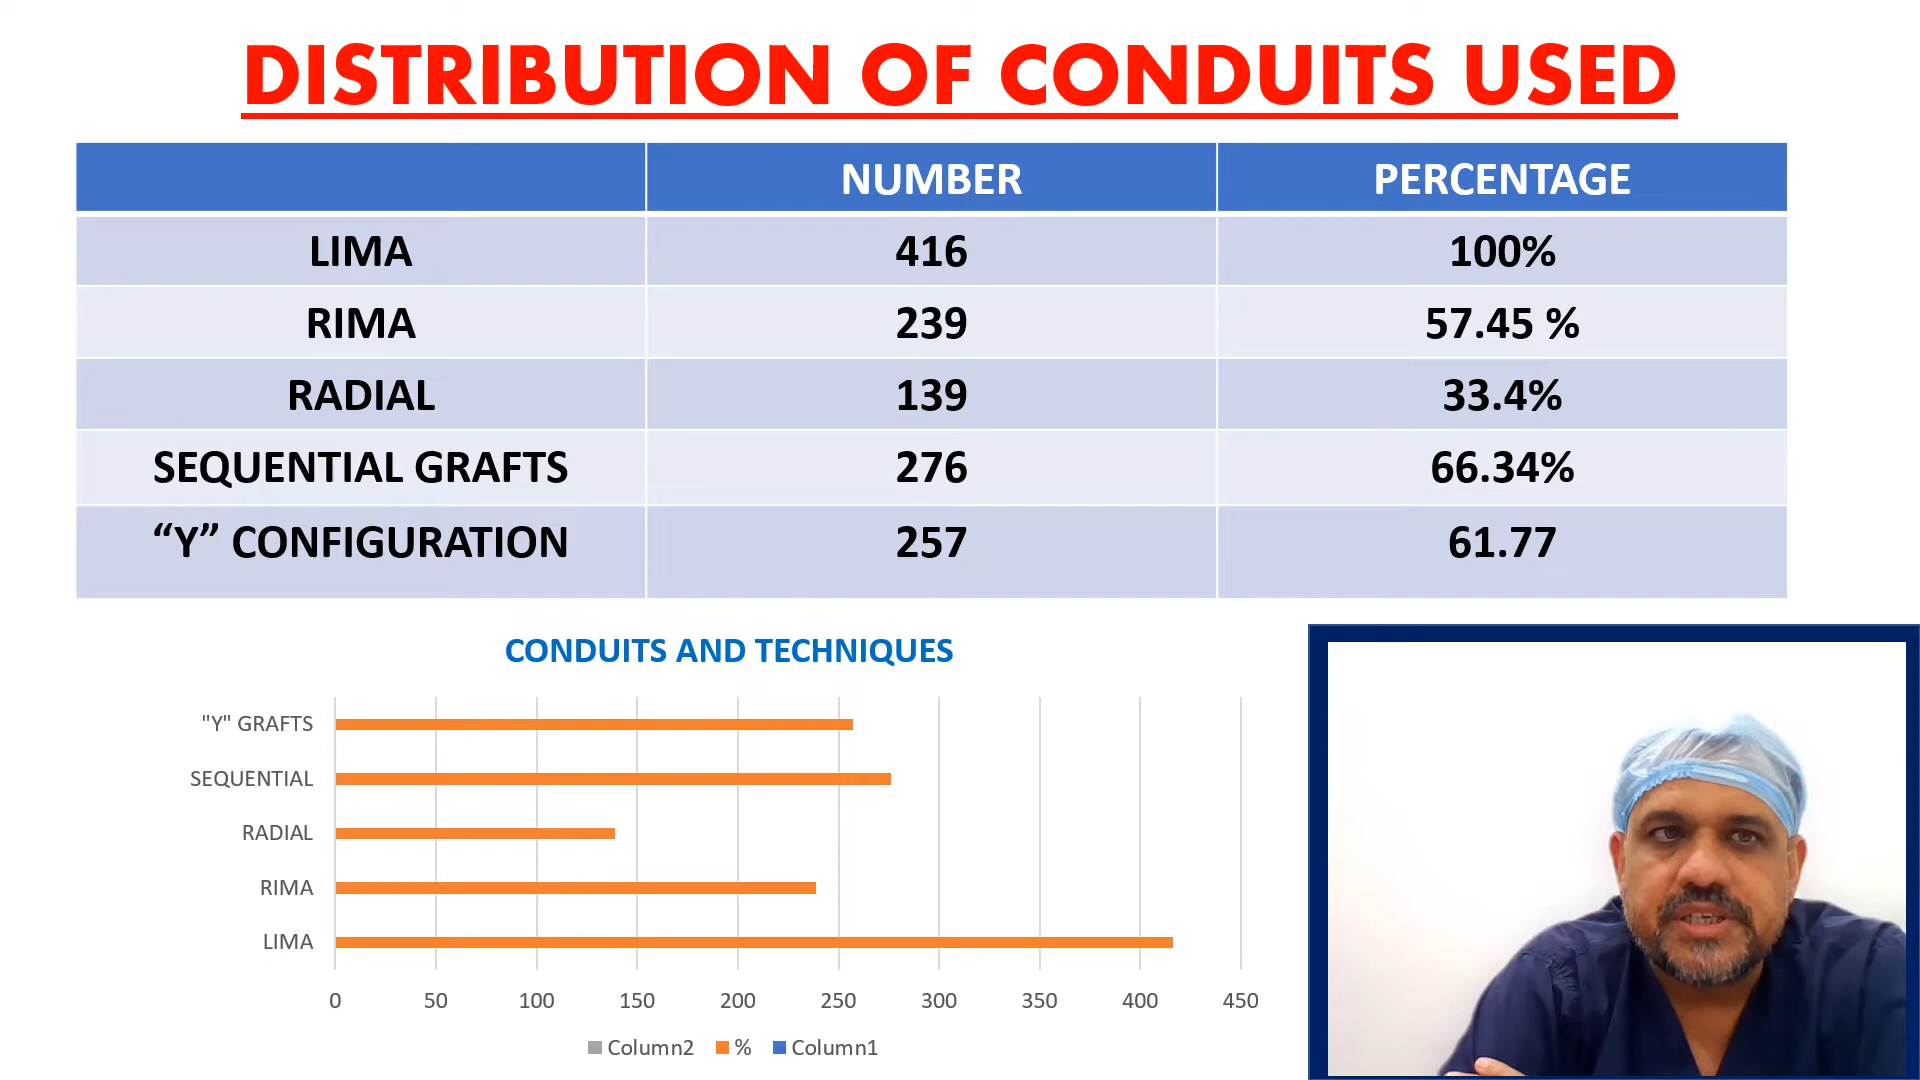 DISTRIBUTION OF CONDUITS USED
NUMBER PERCENTAGE
LIMA 416 100%
RIMA 239 57.45 %
RADIAL 139 33.4%
SEQUENTIAL GRAFTS 276 66.34%
“Y” CONFIGURATION 257 61.77
CONDUITS AND TECHNIQUES
"Y" GRAFTS
SEQUENTIAL
RADIAL
RIMA
LIMA
0 50 100 150 200 250 300 350 400 450
Column2 % Column1